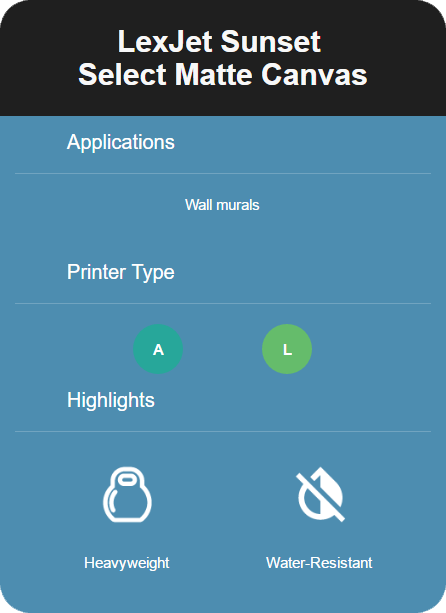 LexJet Sunset
Select Matte Canvas
Applications
Wall murals
Printer Type
A L
Highlights
Heavyweight Water-Resistant